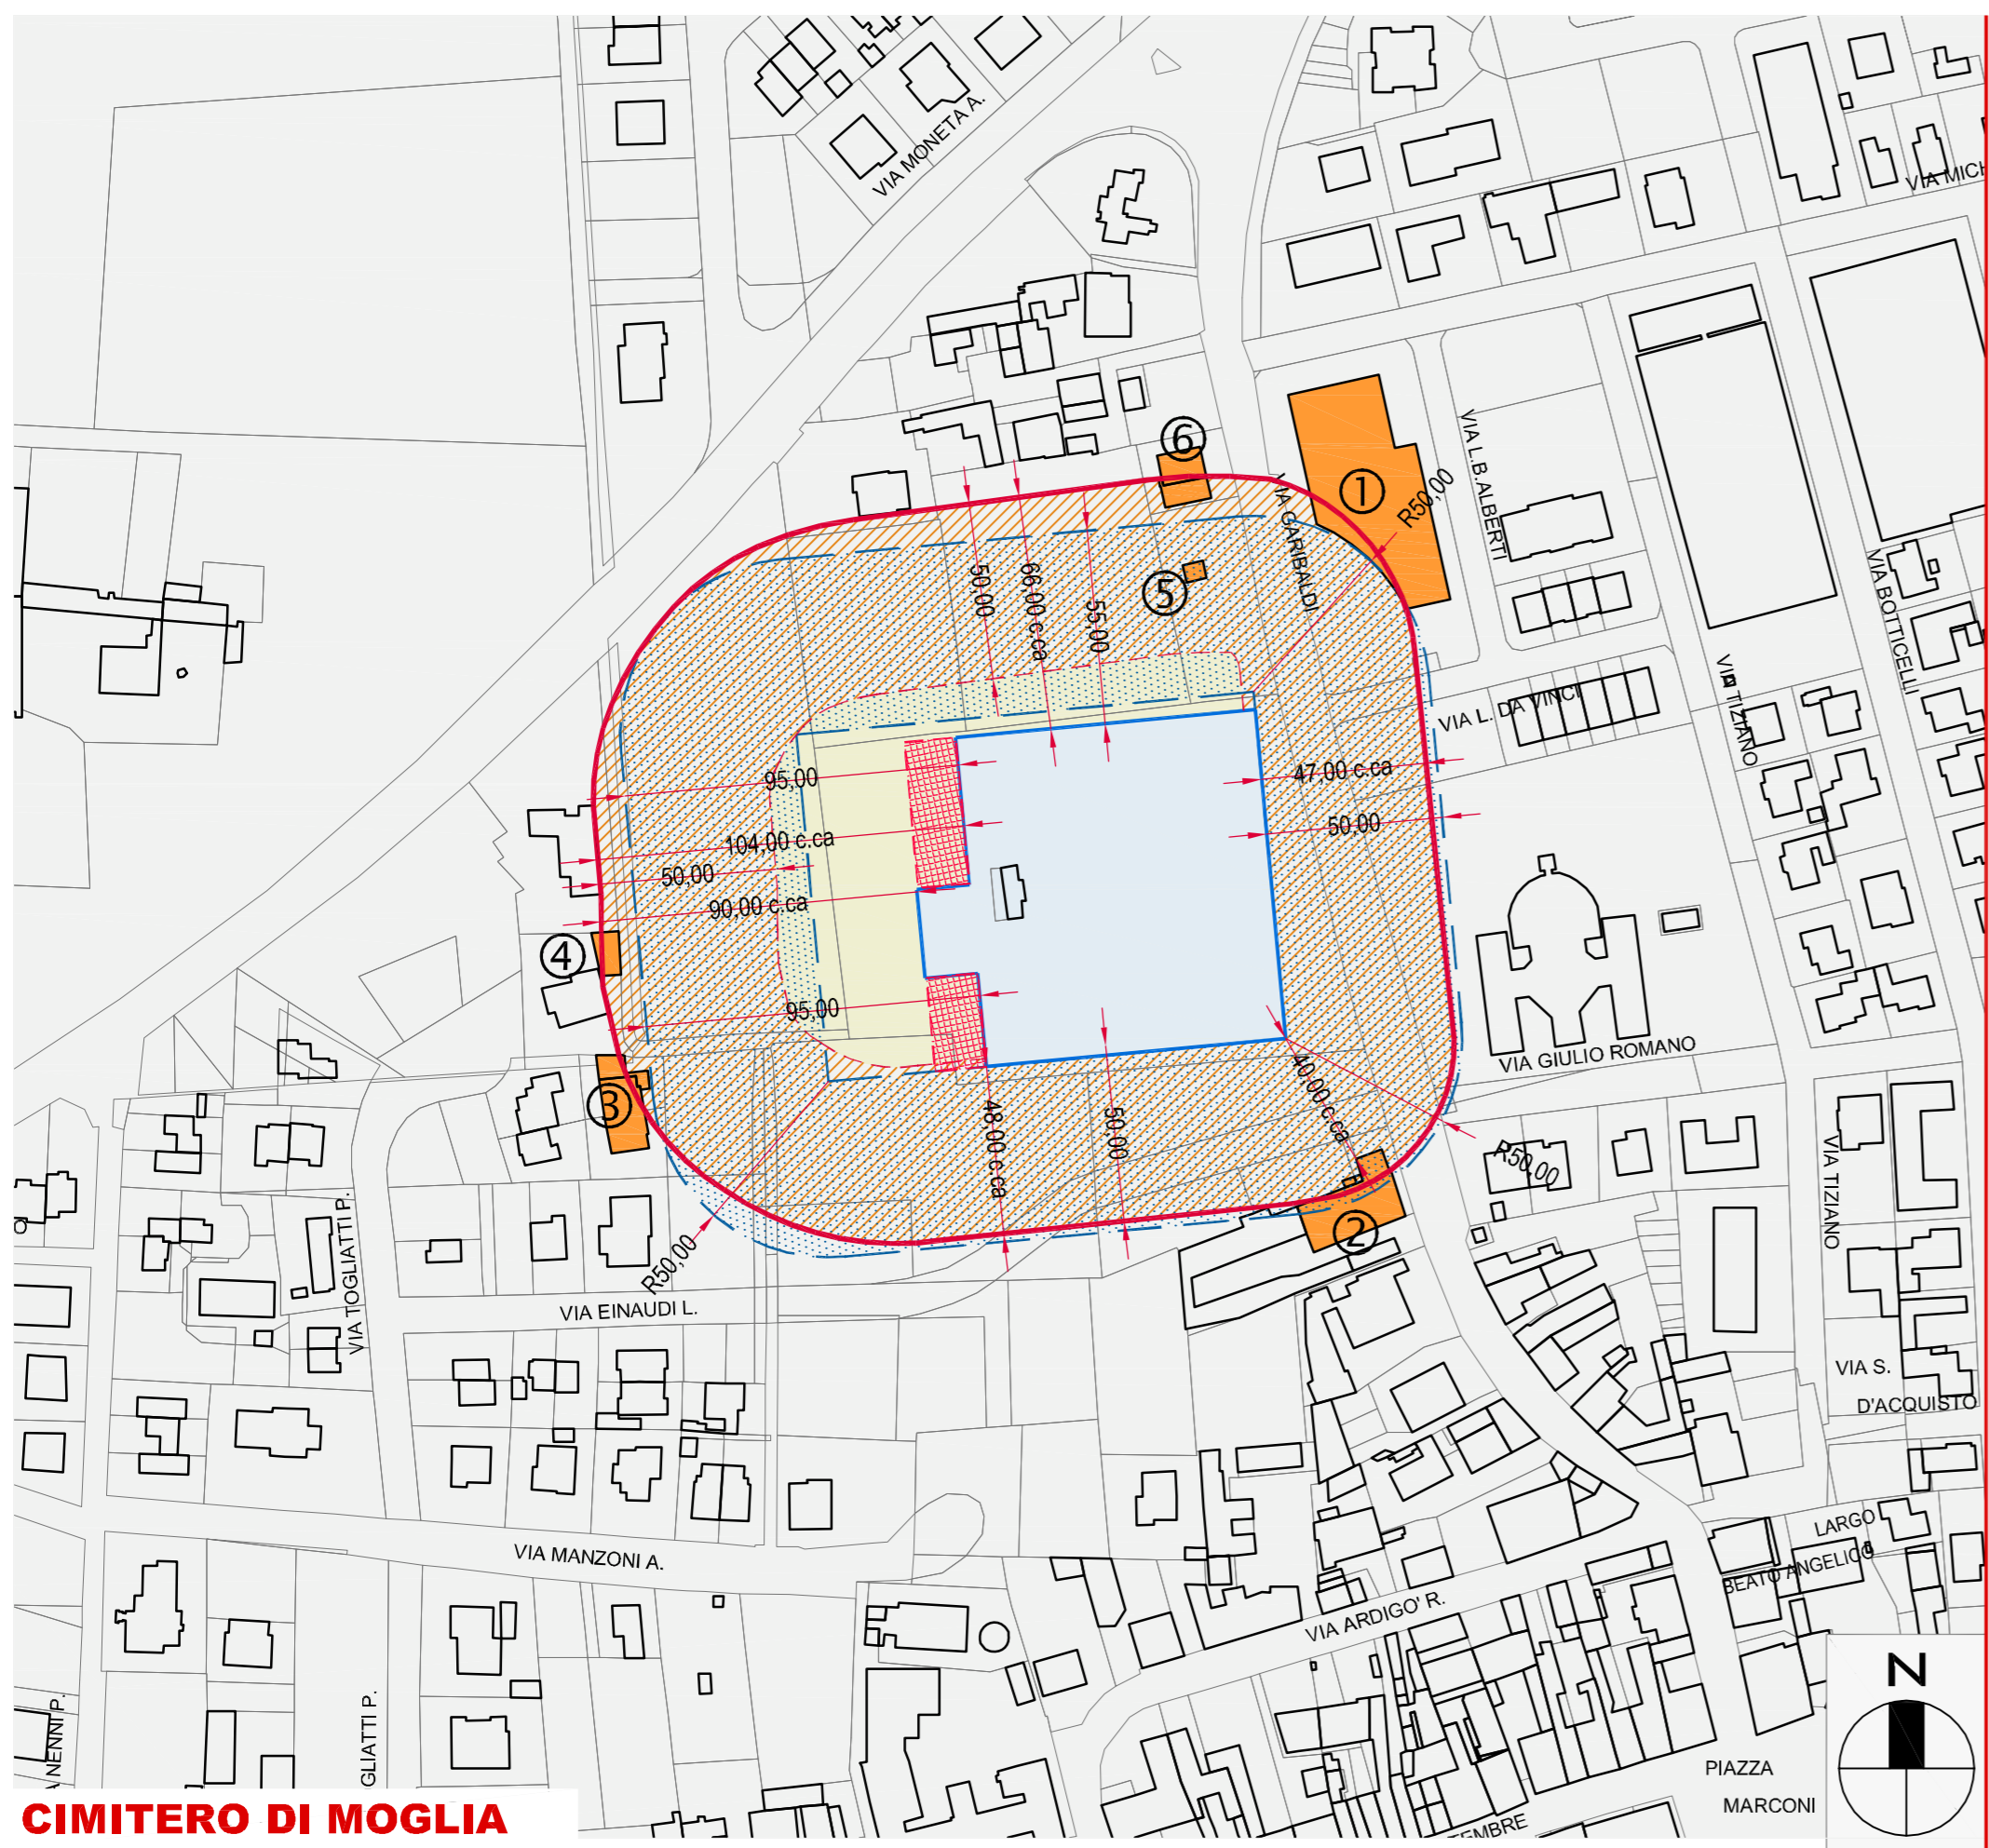 VIA MONETA A.
VIA MICH
⑥
①
VIA L.B.ALBERTI
R50,00
VIA GARIBALDI
50,00
66,00 c.ca
55,00
⑤
VIA BOTTICELLI
VIA TIZIANO
VIA L. DA VINCI
95,00
47,00 c.ca
104,00 c.ca
50,00
50,00
90,00 c.ca
④
95,00
VIA GIULIO ROMANO
③
40,00 c.ca
48,00 c.ca
50,00
R50,00
VIA TIZIANO
②
VIA TOGLIATTI P.
R50,00
VIA EINAUDI L.
VIA S.
D'ACQUISTO
LARGO
BEATO ANGELICO
VIA MANZONI A.
VIA ARDIGO' R.
N
A NENNI P.
GLIATTI P.
PIAZZA
MARCONI
TEMBRE
CIMITERO DI MOGLIA